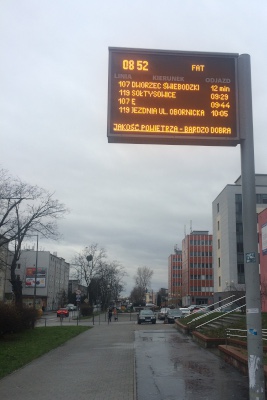 08 52 FAT
LINIA KIERUNEK ODJAZD
107 DWORZEC ŚWIEBODZKI 12 min
119 SOŁTYSOWICE 09:29
107 E 09:44
119 JEZDNIA UL. OBORNICKA 10:05
JAKOŚĆ POWIETRZA - BARDZO DOBRA